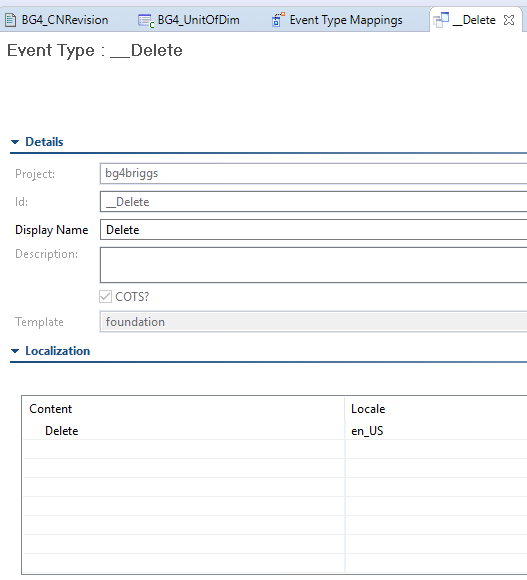 BG4_CNRevision BG4_UnitOfDim Event Type Mappings __Delete
Event Type : __Delete
Details
Project: bg4briggs
Id: __Delete
Display Name Delete
Description:
COTS?
Template foundation
Localization
Content Locale
Delete en_US